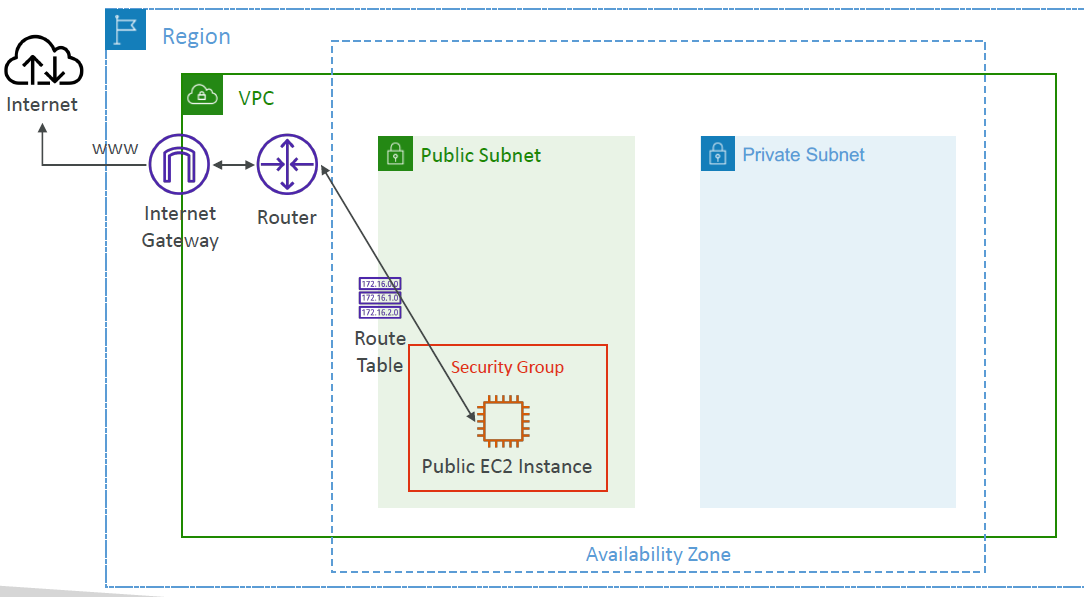 Region
Internet
VPC
www
Public Subnet
Private Subnet
Internet
Gateway
Router
172.16.0.0
172.16.1.0
172.16.2.0
Route
Table
Security Group
Public EC2 Instance
Availability Zone